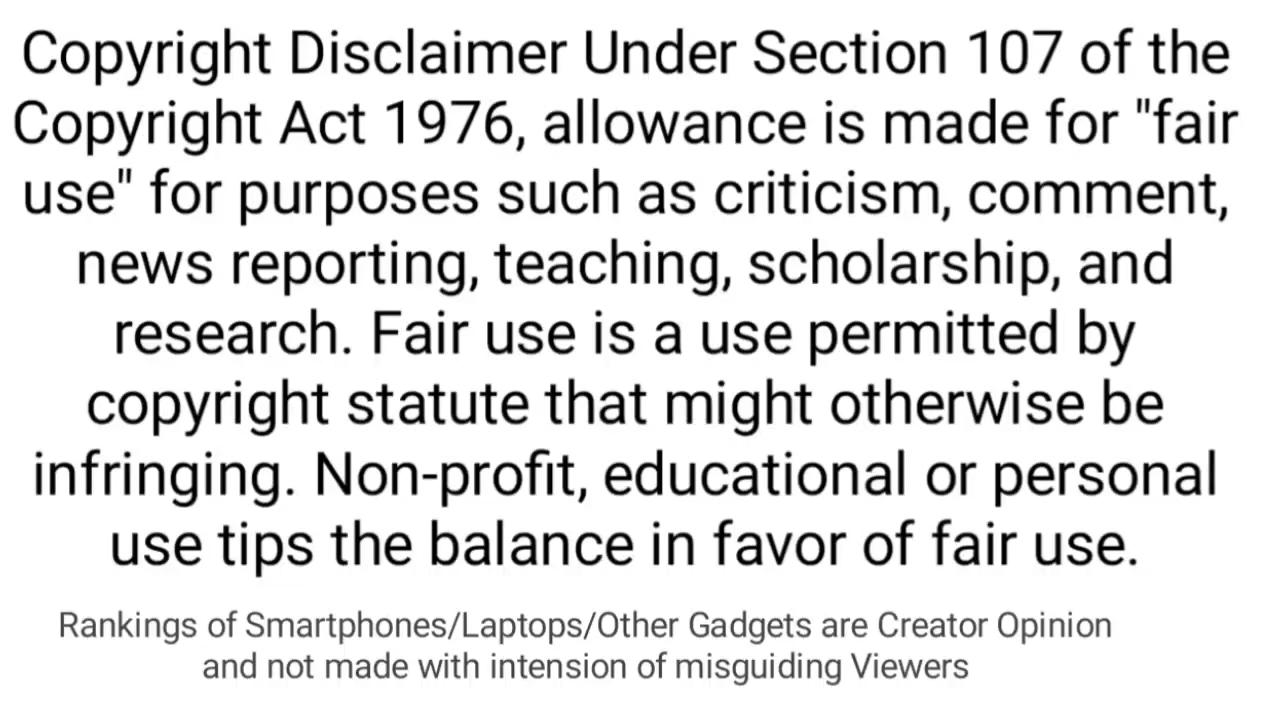 Copyright Disclaimer Under Section 107 of the
Copyright Act 1976, allowance is made for "fair
use" for purposes such as criticism, comment,
news reporting, teaching, scholarship, and
research. Fair use is a use permitted by
copyright statute that might otherwise be
infringing. Non-profit, educational or personal
use tips the balance in favor of fair use.
Rankings of Smartphones/Laptops/Other Gadgets are Creator Opinion
and not made with intension of misguiding Viewers